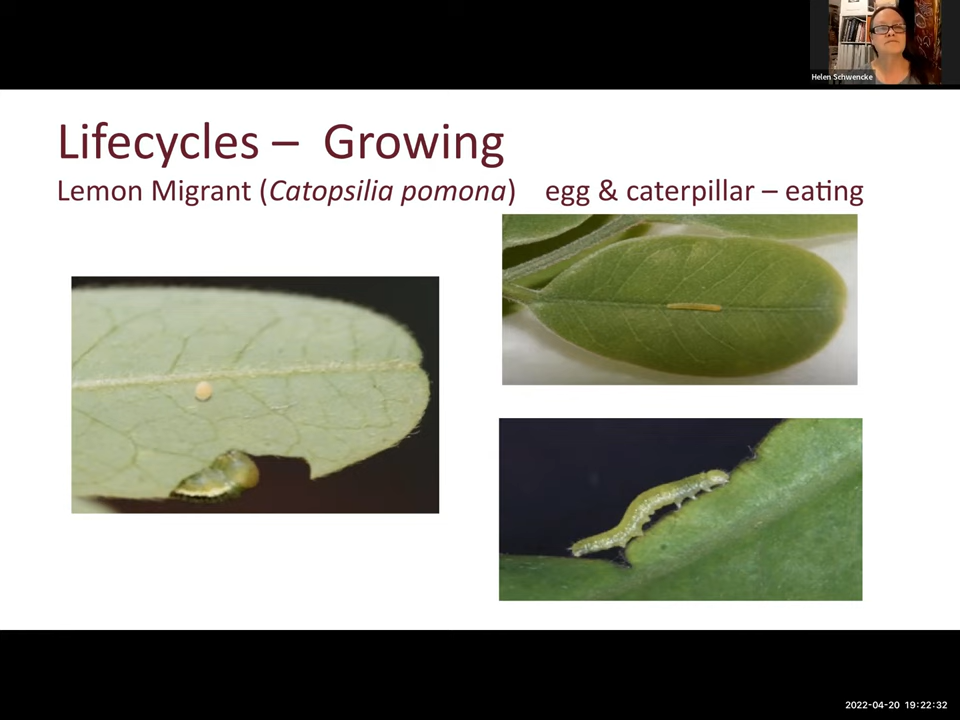 Helen Schwencke
Lifecycles – Growing
Lemon Migrant (Catopsilia pomona) egg & caterpillar – eating
2022-04-20 19:22:32